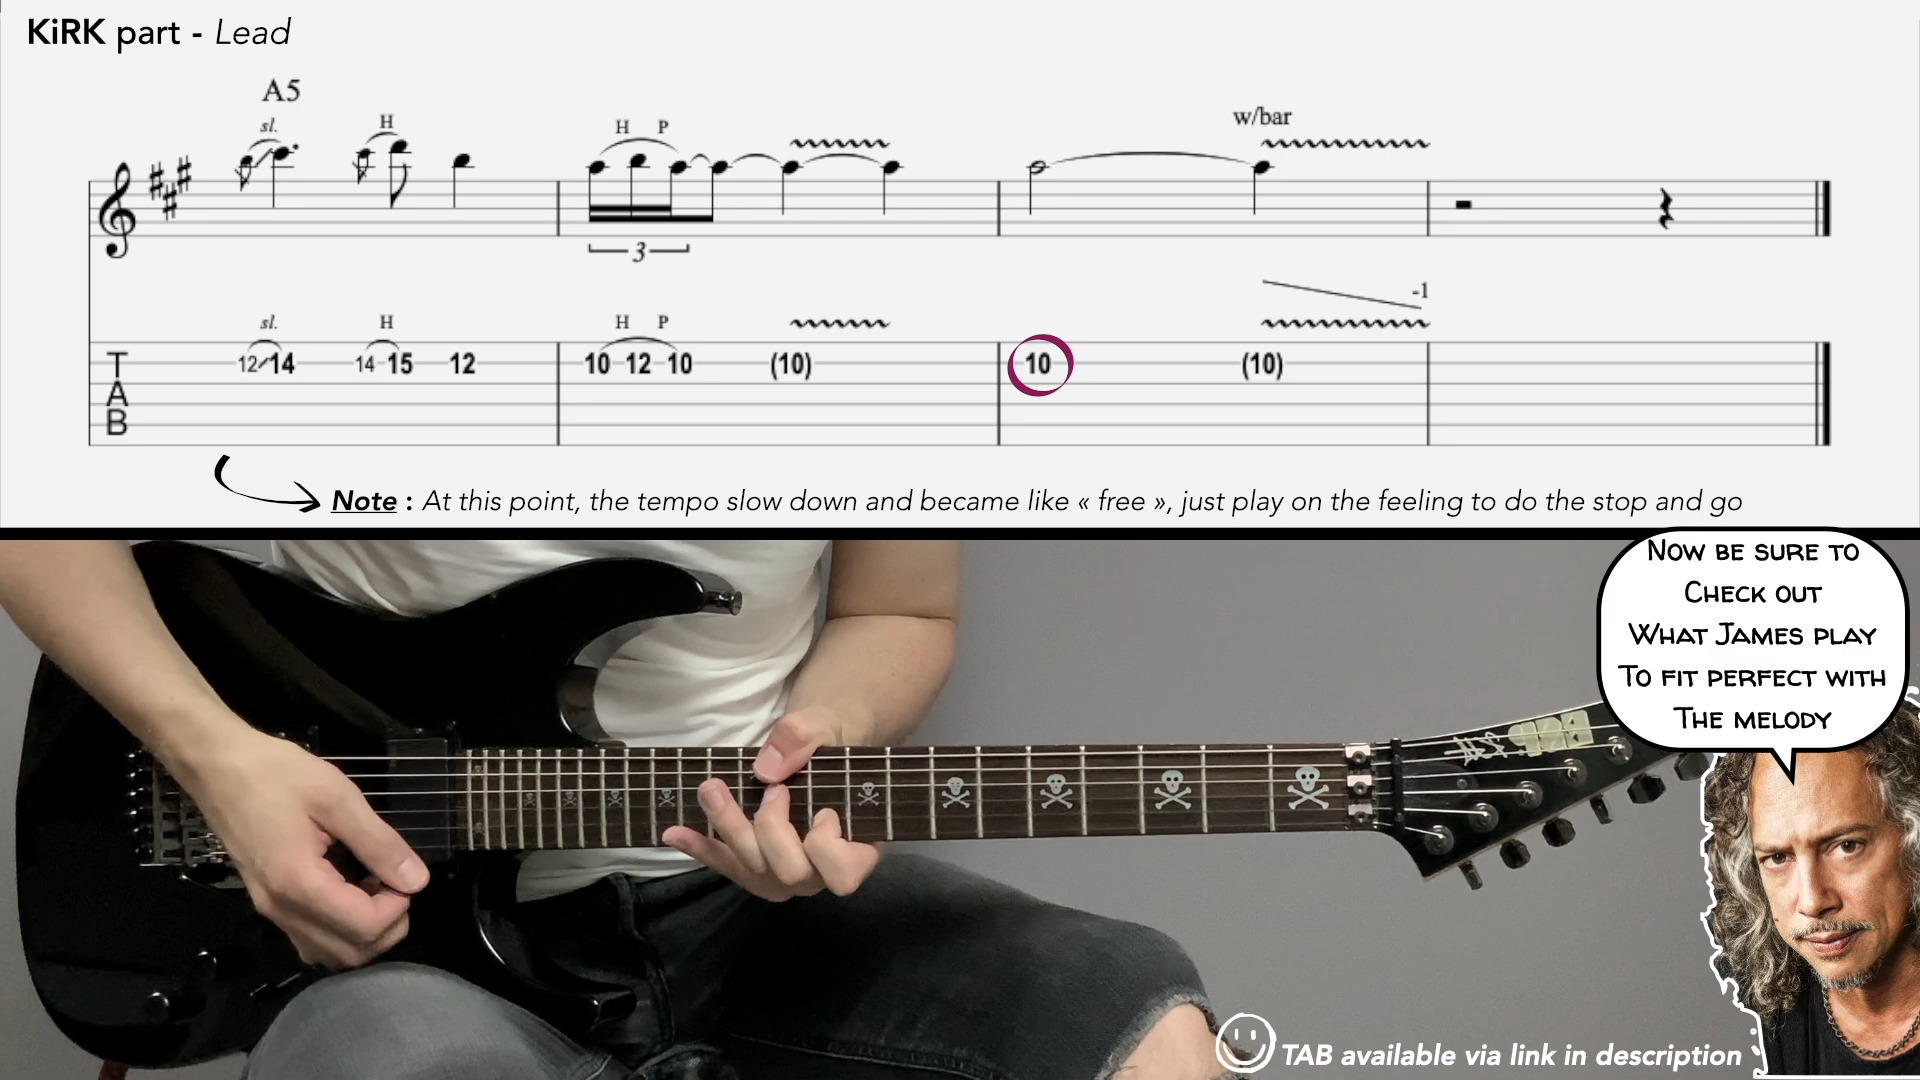 KiRK part - Lead
A5
sl. H H P w/bar
3
-1
sl. H H P
T 12 14 14 15 12 10 12 10 (10) 10 (10)
A
B
Note : At this point, the tempo slow down and became like « free », just play on the feeling to do the stop and go
NOW BE SURE TO
CHECK OUT
WHAT JAMES PLAY
TO FIT PERFECT WITH
THE MELODY
TAB available via link in description